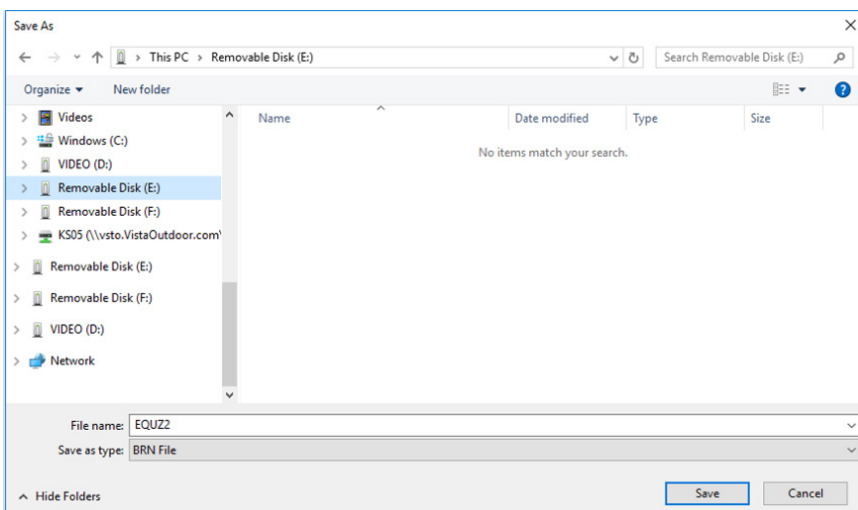 Save As
This PC > Removable Disk (E:)
Search Removable Disk (E:)
Organize
New folder
Name
Date modified
Type
Size
No items match your search.
Videos
Windows (C:)
VIDEO (D:)
Removable Disk (E:)
Removable Disk (F:)
KS05 (\\vsto.VistaOutdoor.com\
Removable Disk (E:)
Removable Disk (F:)
VIDEO (D:)
Network
File name: EQUZ2
Save as type: BRN File
Hide Folders
Save
Cancel